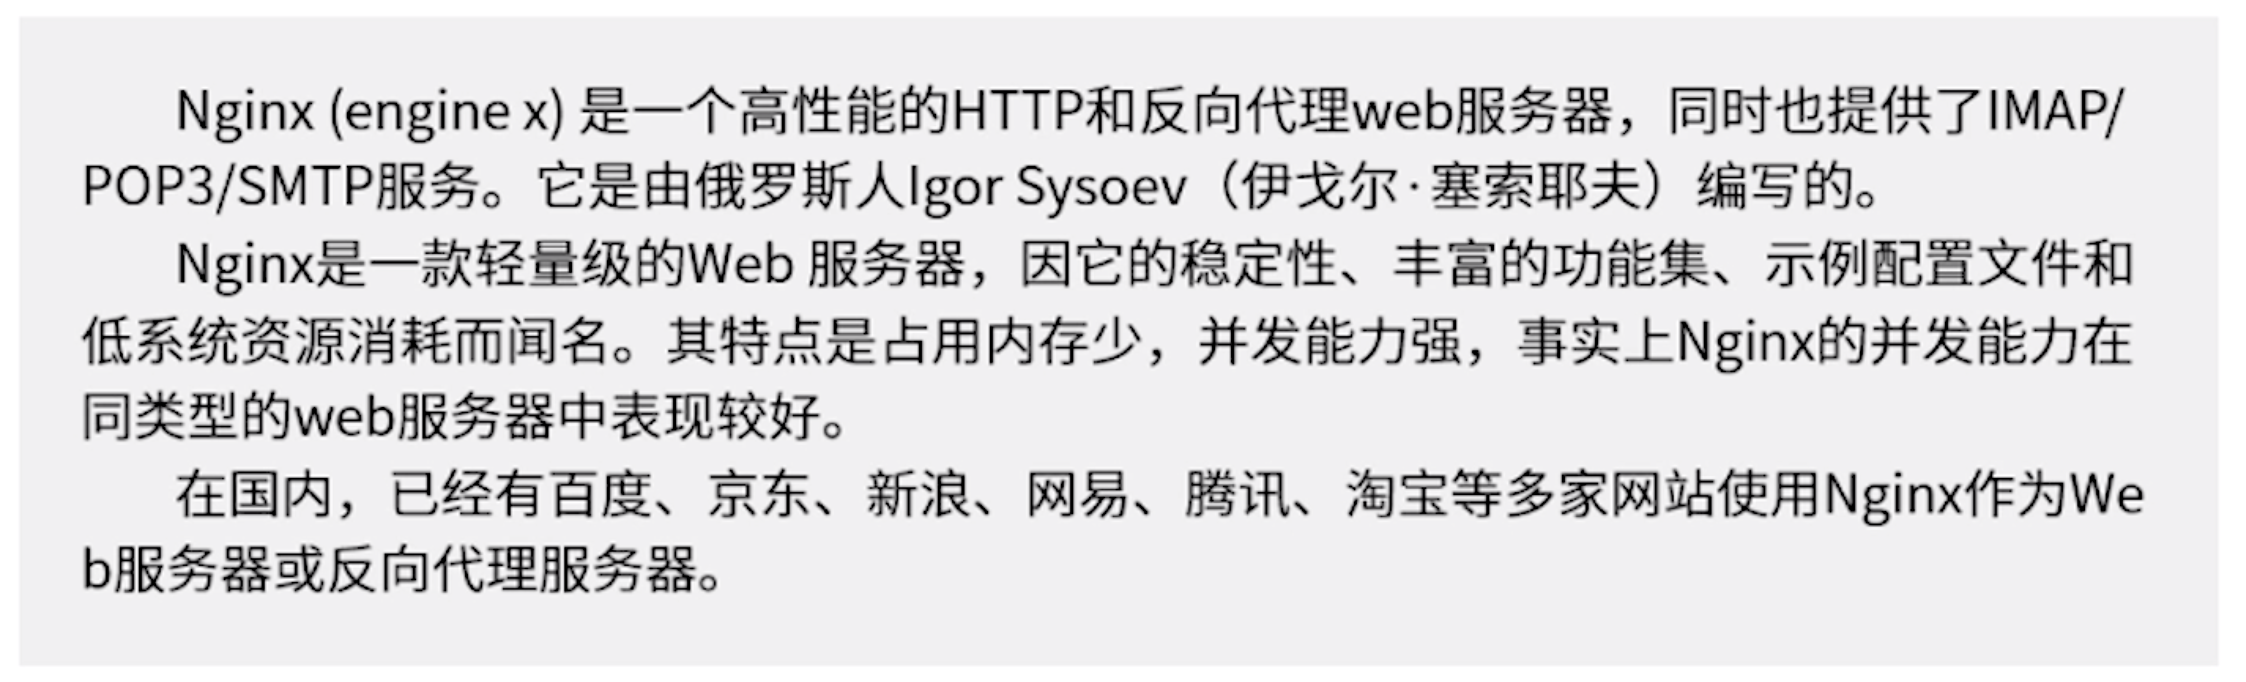 Nginx (engine x) 是一个高性能的HTTP和反向代理web服务器，同时也提供了IMAP/
POP3/SMTP服务。它是由俄罗斯人Igor Sysoev（伊戈尔·塞索耶夫）编写的。
Nginx是一款轻量级的Web 服务器，因它的稳定性、丰富的功能集、示例配置文件和
低系统资源消耗而闻名。其特点是占用内存少，并发能力强，事实上Nginx的并发能力在
同类型的web服务器中表现较好。
在国内，已经有百度、京东、新浪、网易、腾讯、淘宝等多家网站使用Nginx作为We
b服务器或反向代理服务器。